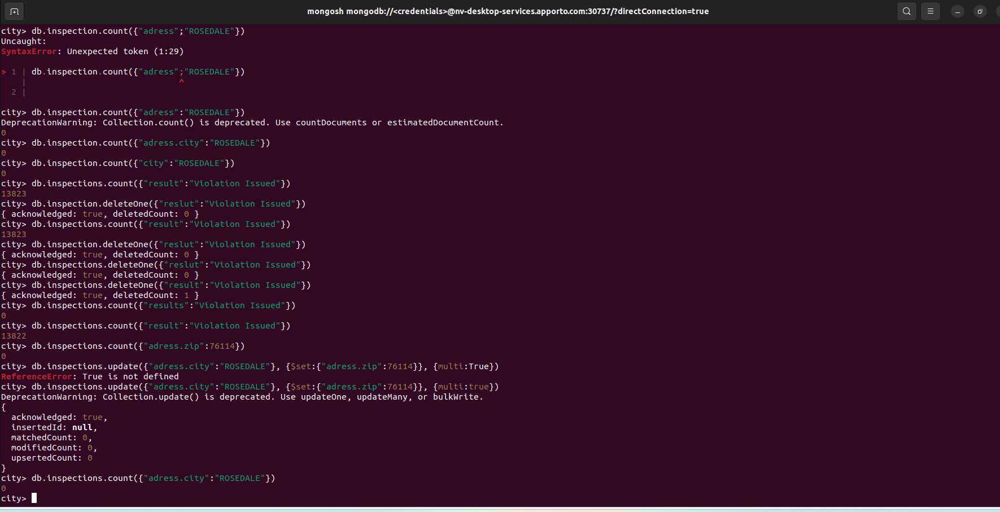 mongosh mongodb://<credentials>@nv-desktop-services.apporto.com:30737/?directConnection=true
city> db.inspection.count({"adress";"ROSEDALE"})
Uncaught:
SyntaxError: Unexpected token (1:29)
> 1 | db.inspection.count({"adress";"ROSEDALE"})
    |                               ^
  2 |
city> db.inspection.count({"adress":"ROSEDALE"})
DeprecationWarning: Collection.count() is deprecated. Use countDocuments or estimatedDocumentCount.
0
city> db.inspection.count({"adress.city":"ROSEDALE"})
0
city> db.inspection.count({"city":"ROSEDALE"})
0
city> db.inspections.count({"result":"Violation Issued"})
13823
city> db.inspection.deleteOne({"reslut":"Violation Issued"})
{ acknowledged: true, deletedCount: 0 }
city> db.inspections.count({"result":"Violation Issued"})
13823
city> db.inspection.deleteOne({"reslut":"Violation Issued"})
{ acknowledged: true, deletedCount: 0 }
city> db.inspections.deleteOne({"reslut":"Violation Issued"})
{ acknowledged: true, deletedCount: 0 }
city> db.inspections.deleteOne({"result":"Violation Issued"})
{ acknowledged: true, deletedCount: 1 }
city> db.inspections.count({"results":"Violation Issued"})
0
city> db.inspections.count({"result":"Violation Issued"})
13822
city> db.inspections.count({"adress.zip":76114})
0
city> db.inspections.update({"adress.city":"ROSEDALE"}, {$set:{"adress.zip":76114}}, {multi:True})
ReferenceError: True is not defined
city> db.inspections.update({"adress.city":"ROSEDALE"}, {$set:{"adress.zip":76114}}, {multi:true})
DeprecationWarning: Collection.update() is deprecated. Use updateOne, updateMany, or bulkWrite.
{
  acknowledged: true,
  insertedId: null,
  matchedCount: 0,
  modifiedCount: 0,
  upsertedCount: 0
}
city> db.inspections.count({"adress.city":"ROSEDALE"})
0
city>